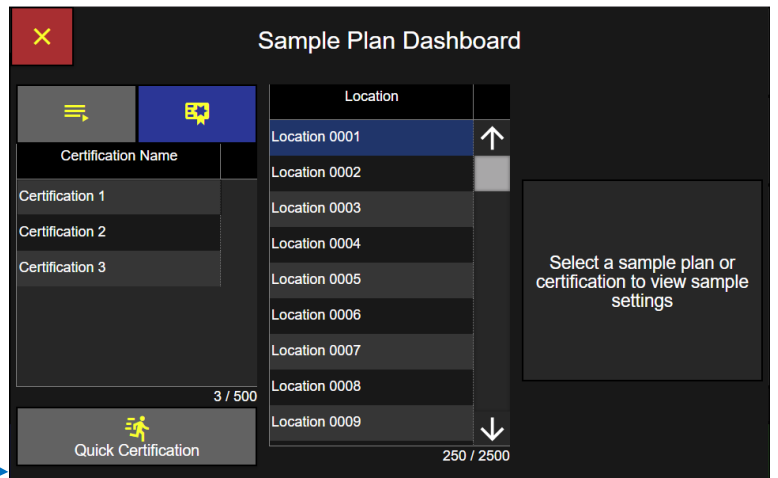 Sample Plan Dashboard
Certification Name
Certification 1
Certification 2
Certification 3
3 / 500
Quick Certification
Location
Location 0001
Location 0002
Location 0003
Location 0004
Location 0005
Location 0006
Location 0007
Location 0008
Location 0009
250 / 2500
Select a sample plan or
certification to view sample
settings